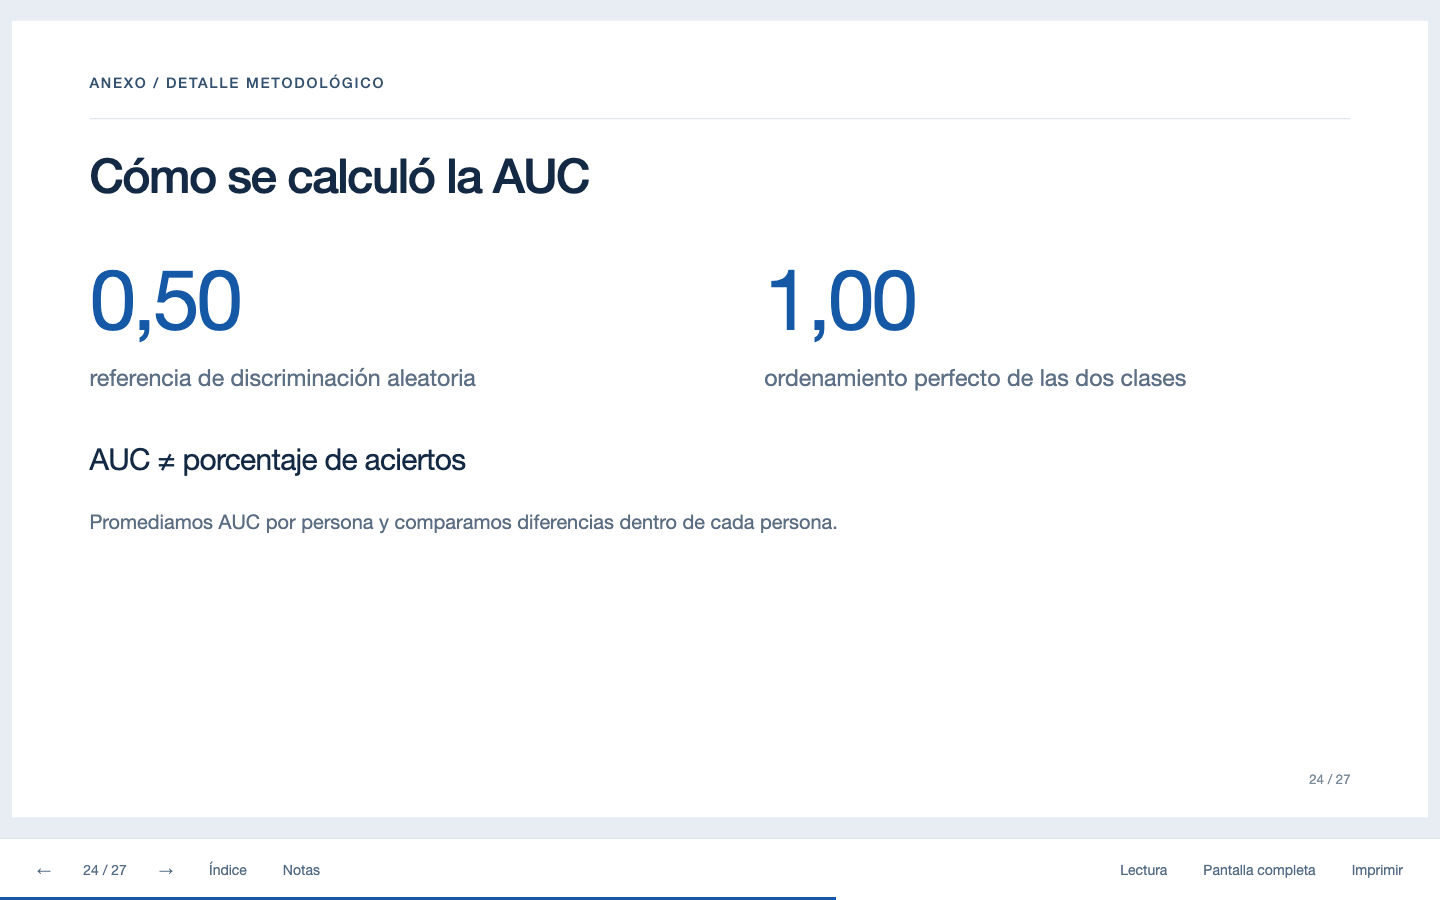 ANEXO / DETALLE METODOLÓGICO
Cómo se calculó la AUC
0,50
referencia de discriminación aleatoria
1,00
ordenamiento perfecto de las dos clases
AUC ≠ porcentaje de aciertos
Promediamos AUC por persona y comparamos diferencias dentro de cada persona.
24 / 27
← 24 / 27 → Índice Notas Lectura Pantalla completa Imprimir